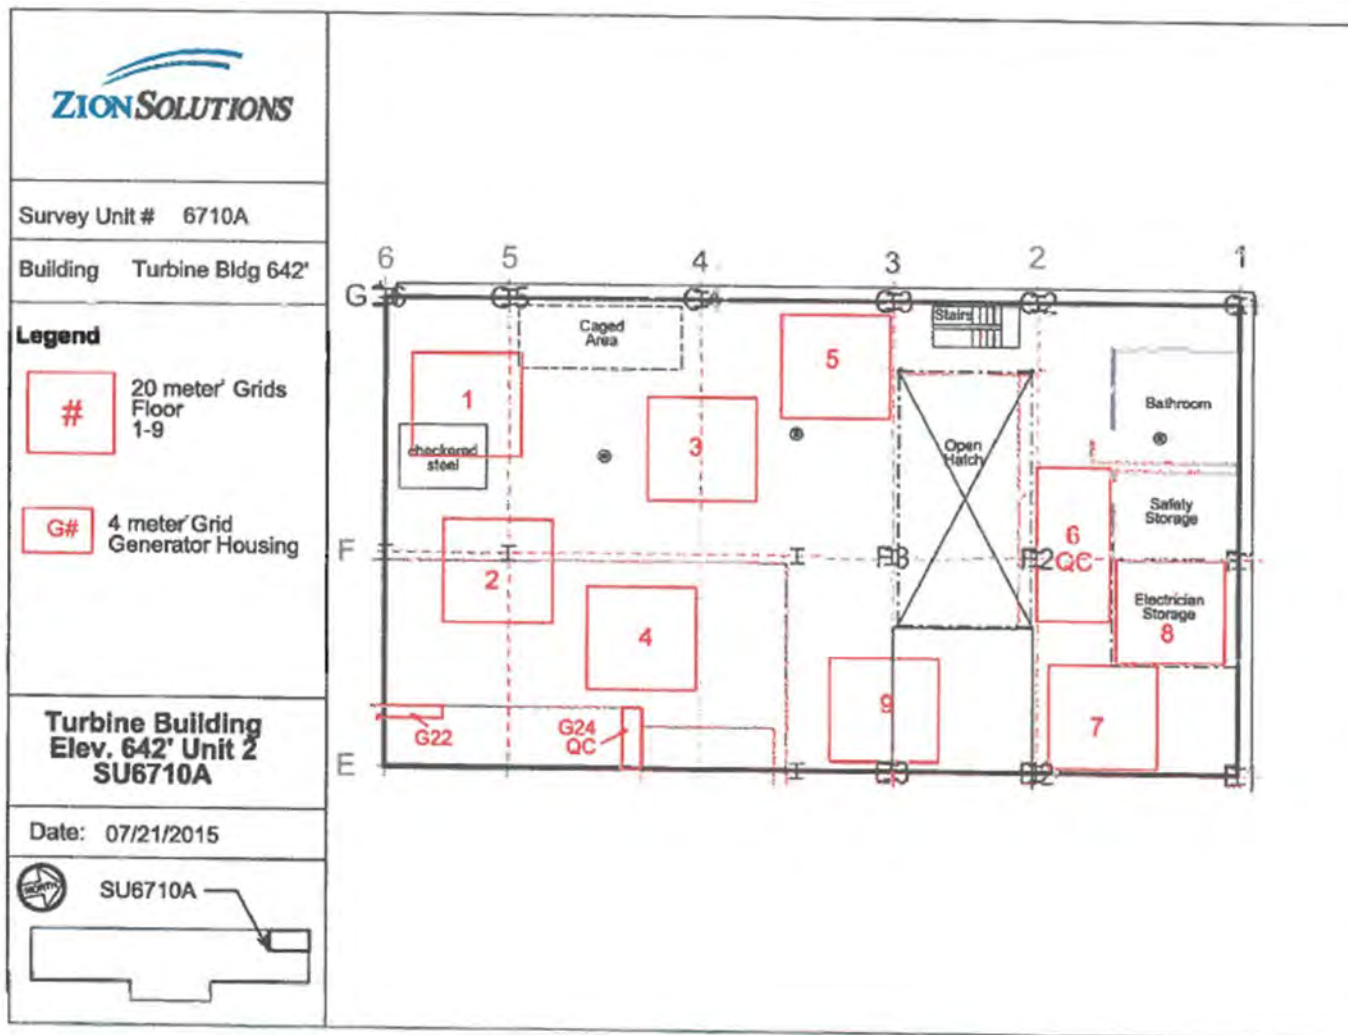 ZIONSOLUTIONS
Survey Unit # 6710A
Building Turbine Bldg 642'
Legend
#
20 meter' Grids
Floor
1-9
G#
4 meter' Grid
Generator Housing
Turbine Building
Elev. 642' Unit 2
SU6710A
Date: 07/21/2015
NORTH
SU6710A
6 5 4 3 2 1
G
Stairs
Caged
Area
5
1
Bathroom
checkered
steel
3
Open
Hatch
Safety
Storage
6
QC
F
2
Electrician
Storage
8
4
9
7
G22
G24
QC
E